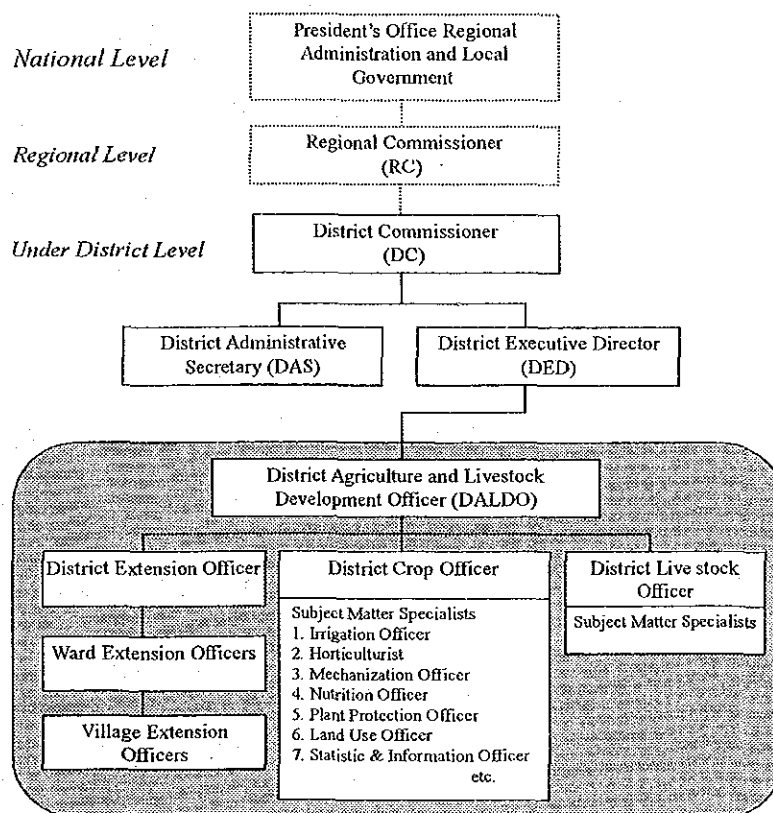 National Level
President's Office Regional
Administration and Local
Government
Regional Level
Regional Commissioner
(RC)
Under District Level
District Commissioner
(DC)
District Administrative
Secretary (DAS)
District Executive Director
(DED)
District Agriculture and Livestock
Development Officer (DALDO)
District Extension Officer
Ward Extension Officers
Village Extension
Officers
District Crop Officer
Subject Matter Specialists
1. Irrigation Officer
2. Horticulturist
3. Mechanization Officer
4. Nutrition Officer
5. Plant Protection Officer
6. Land Use Officer
7. Statistic & Information Officer
etc.
District Live stock
Officer
Subject Matter Specialists